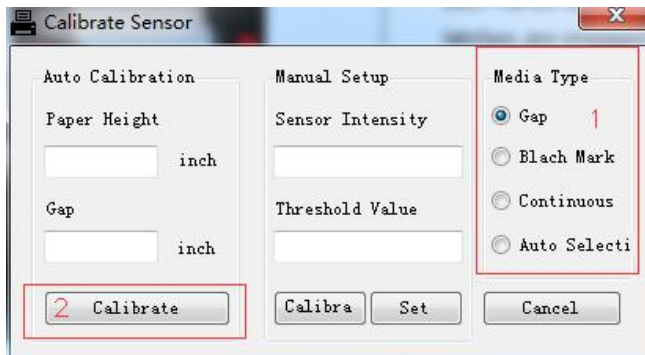 Calibrate Sensor
Auto Calibration
Paper Height
inch
Gap
inch
2 Calibrate
Manual Setup
Sensor Intensity
Threshold Value
Calibra
Set
Media Type
Gap 1
Blach Mark
Continuous
Auto Selecti
Cancel